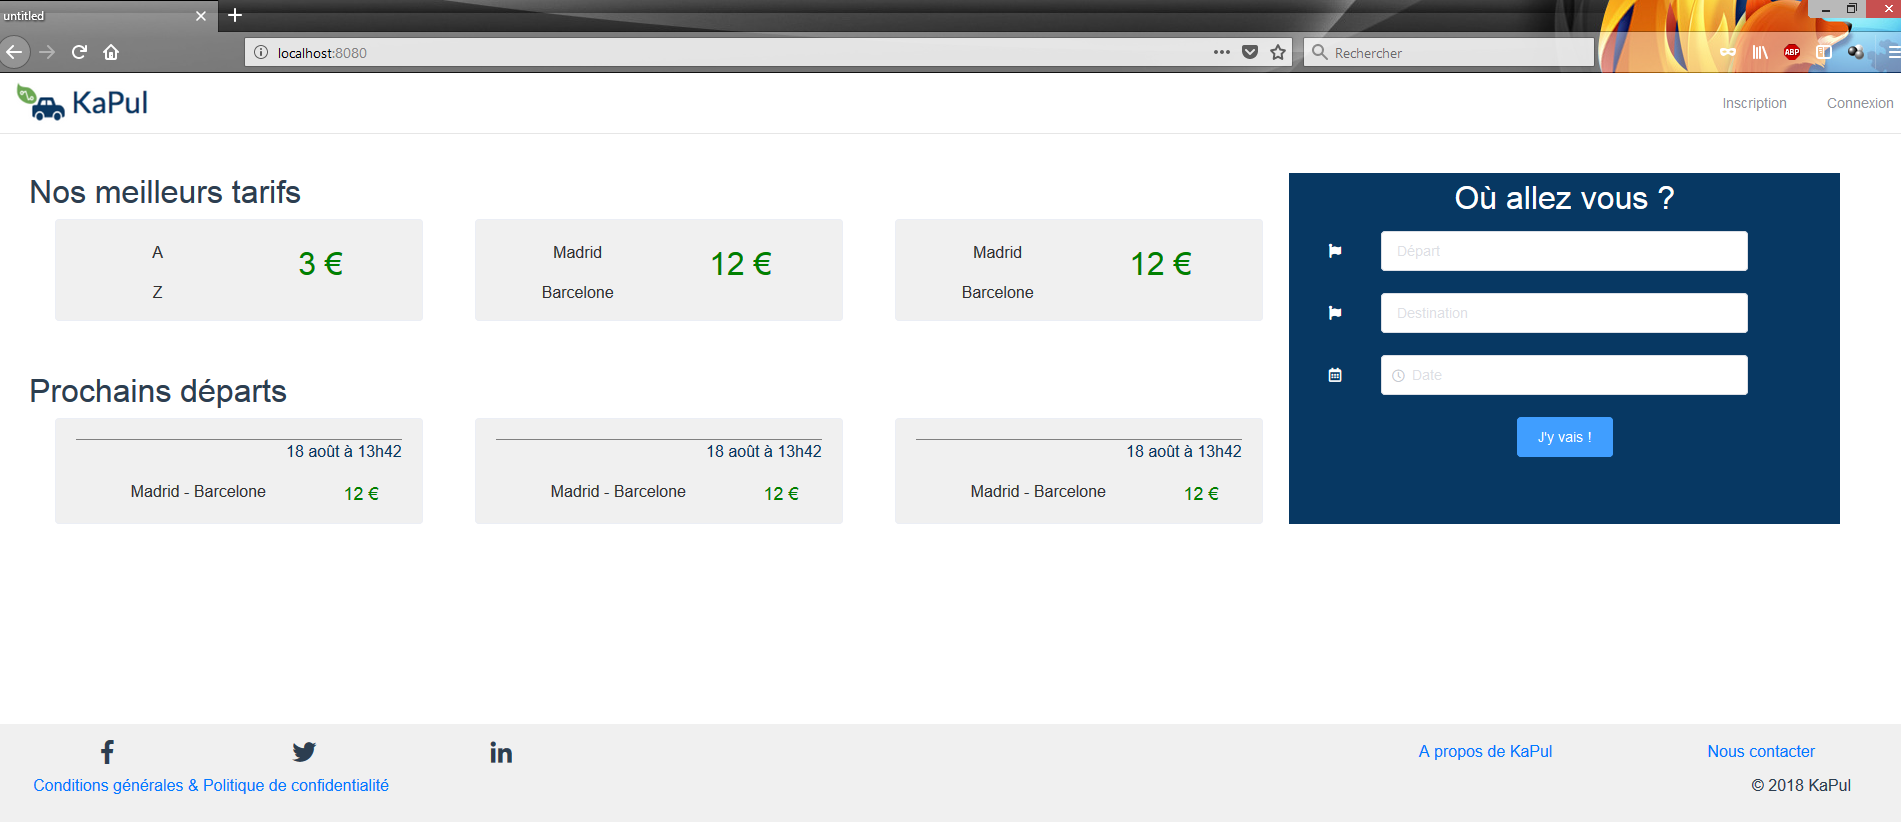 untitled
localhost:8080
Rechercher
ABP
KaPul
Inscription
Connexion
Nos meilleurs tarifs
A
3 €
Z
Madrid
12 €
Barcelone
Madrid
12 €
Barcelone
Prochains départs
18 août à 13h42
Madrid - Barcelone
12 €
18 août à 13h42
Madrid - Barcelone
12 €
18 août à 13h42
Madrid - Barcelone
12 €
Où allez vous ?
Départ
Destination
Date
J'y vais !
A propos de KaPul
Nous contacter
Conditions générales & Politique de confidentialité
© 2018 KaPul